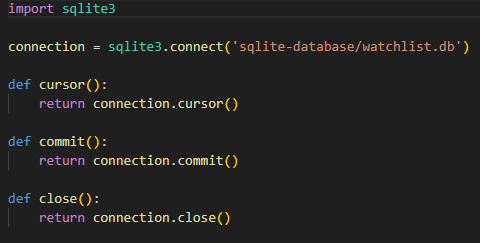 import sqlite3
connection = sqlite3.connect('sqlite-database/watchlist.db')
def cursor():
    return connection.cursor()
def commit():
    return connection.commit()
def close():
    return connection.close()